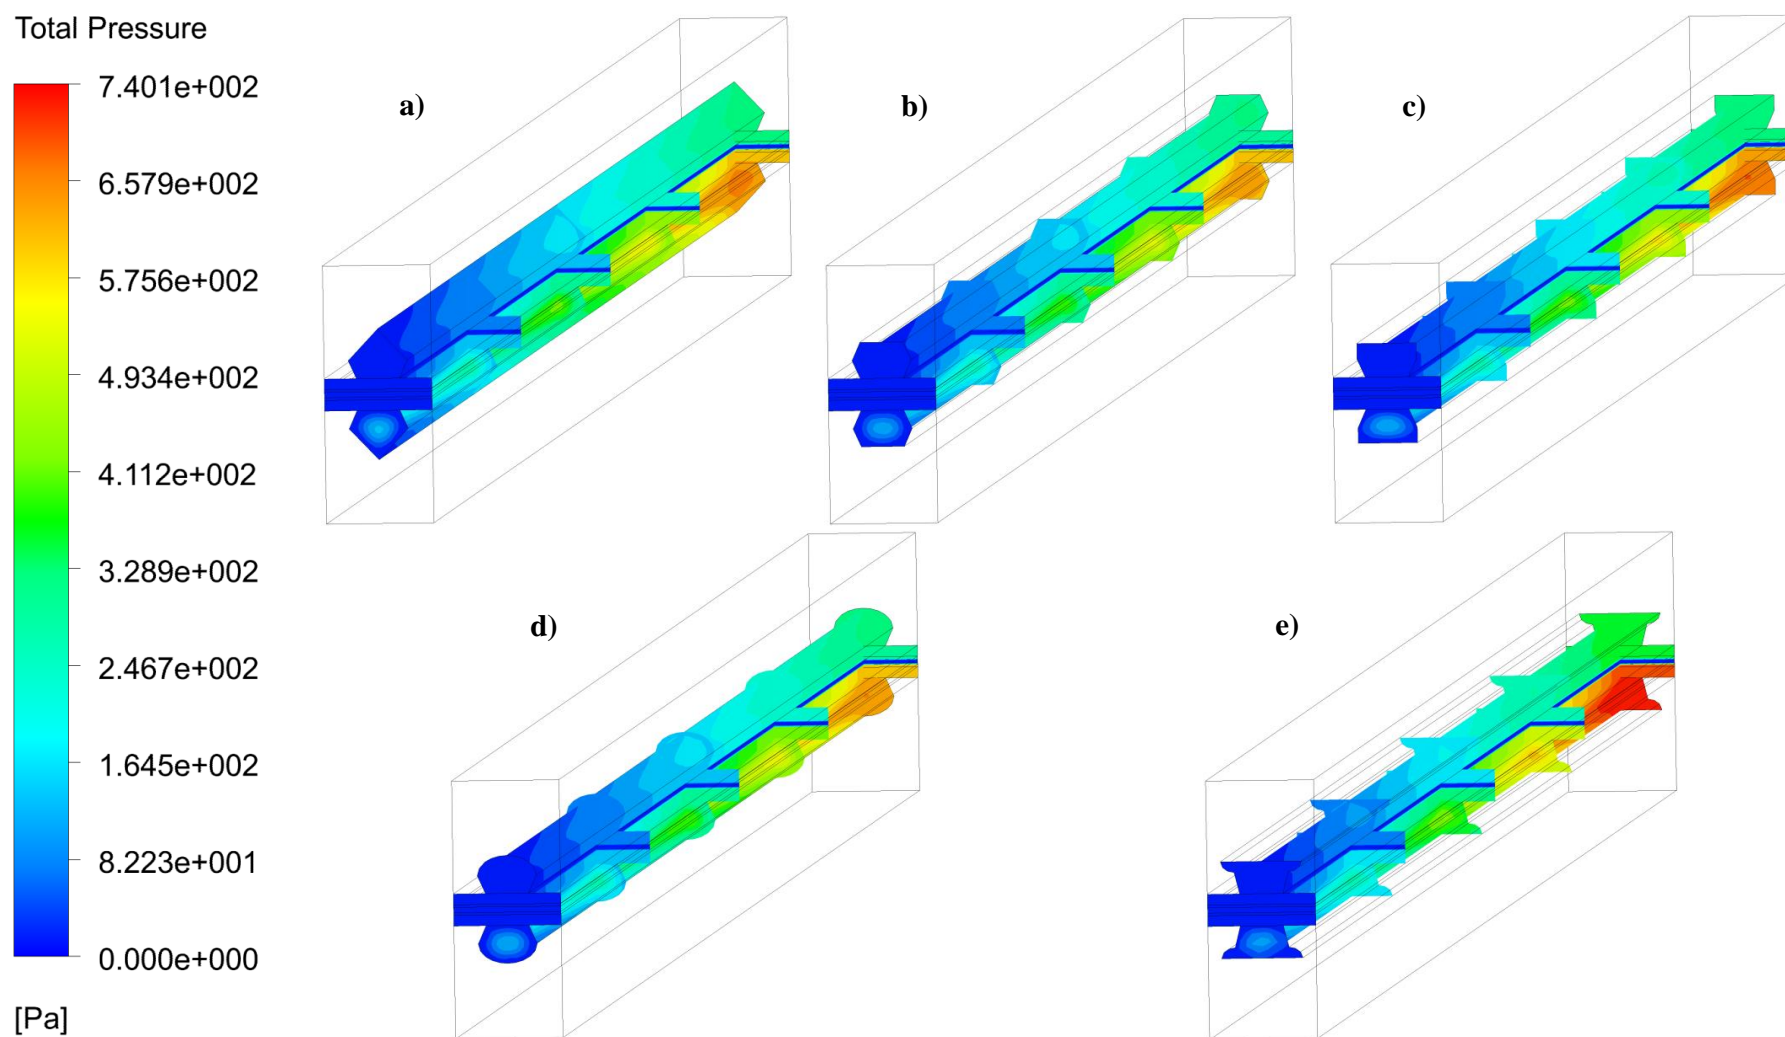 Total Pressure
7.401e+002
6.579e+002
5.756e+002
4.934e+002
4.112e+002
3.289e+002
2.467e+002
1.645e+002
8.223e+001
0.000e+000
[Pa]
a)
b)
c)
d)
e)